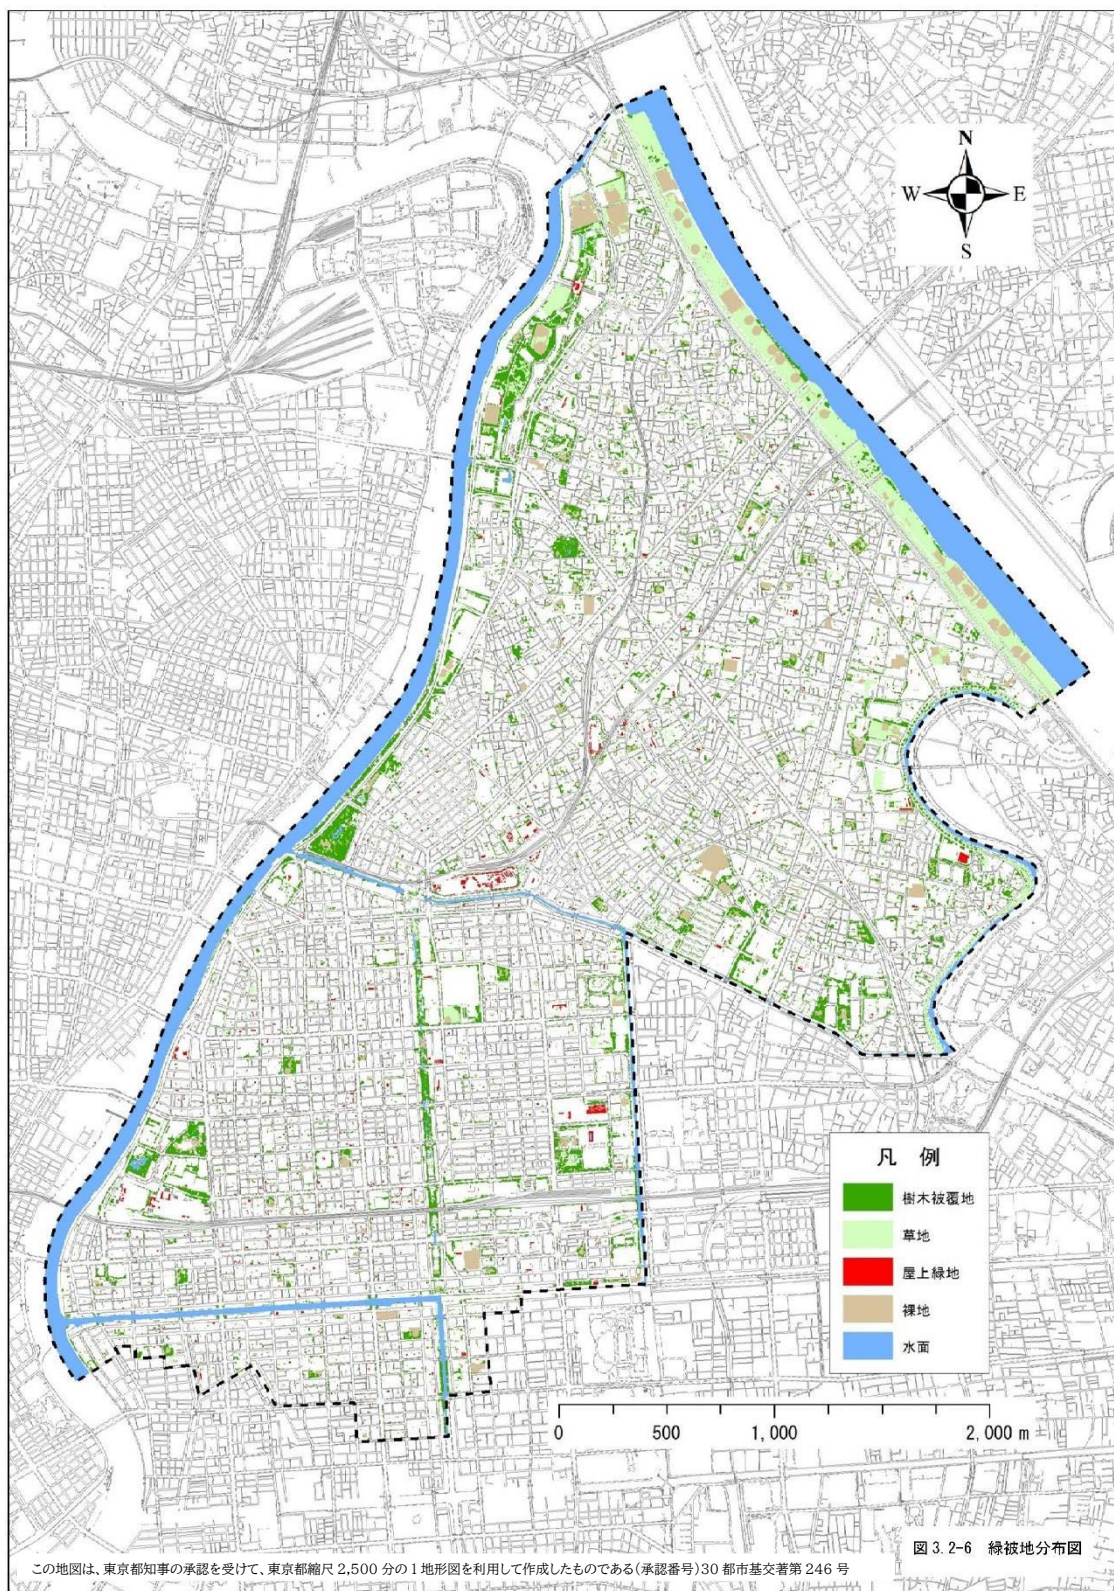 N
W E
S
凡 例
樹木被覆地
草地
屋上緑地
裸地
水面
0 500 1,000 2,000 m
図 3.2-6 緑被地分布図
この地図は、東京都知事の承認を受けて、東京都縮尺 2,500 分の 1 地形図を利用して作成したものである(承認番号)30 都市基交著第 246 号